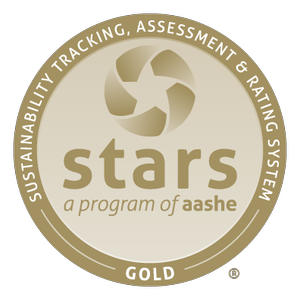 SUSTAINABILITY TRACKING, ASSESSMENT & RATING SYSTEM
stars
a program of aashe
GOLD
®